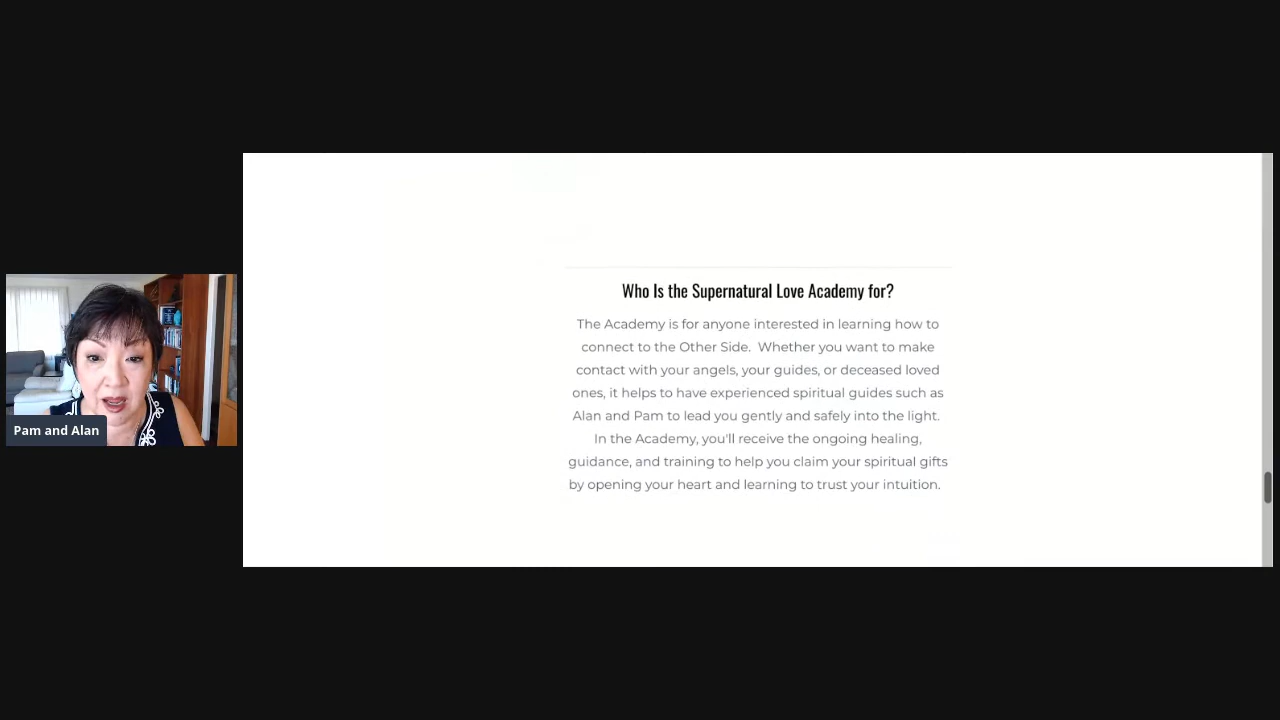 Pam and Alan
Who Is the Supernatural Love Academy for?
The Academy is for anyone interested in learning how to
connect to the Other Side.  Whether you want to make
contact with your angels, your guides, or deceased loved
ones, it helps to have experienced spiritual guides such as
Alan and Pam to lead you gently and safely into the light.
In the Academy, you'll receive the ongoing healing,
guidance, and training to help you claim your spiritual gifts
by opening your heart and learning to trust your intuition.